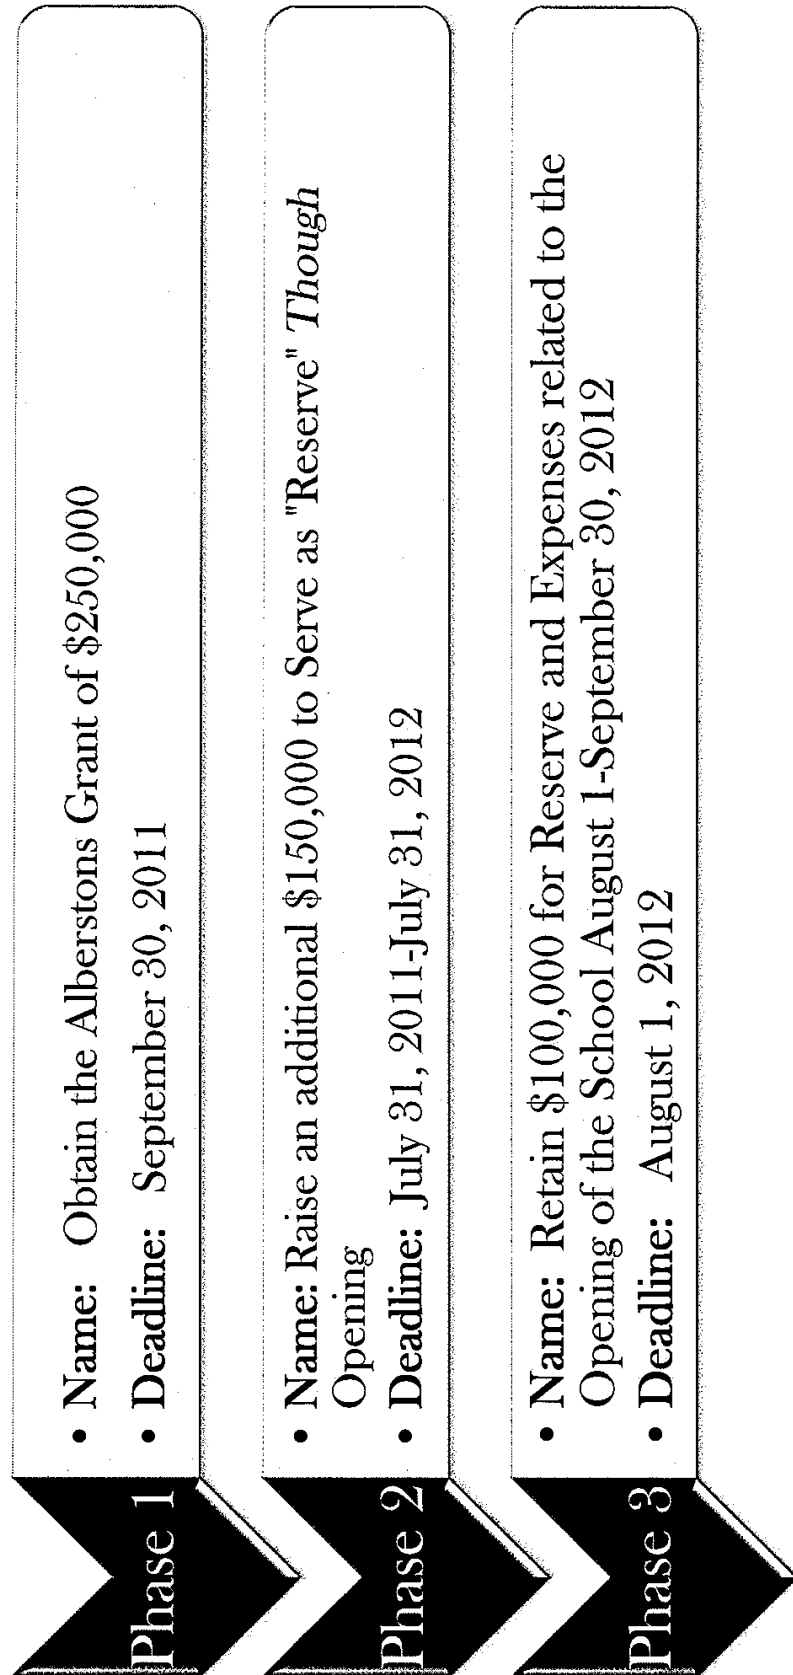 Phase 1
• Name: Obtain the Alberstons Grant of $250,000
• Deadline: September 30, 2011
Phase 2
• Name: Raise an additional $150,000 to Serve as "Reserve" Though
Opening
• Deadline: July 31, 2011-July 31, 2012
Phase 3
• Name: Retain $100,000 for Reserve and Expenses related to the
Opening of the School August 1-September 30, 2012
• Deadline: August 1, 2012